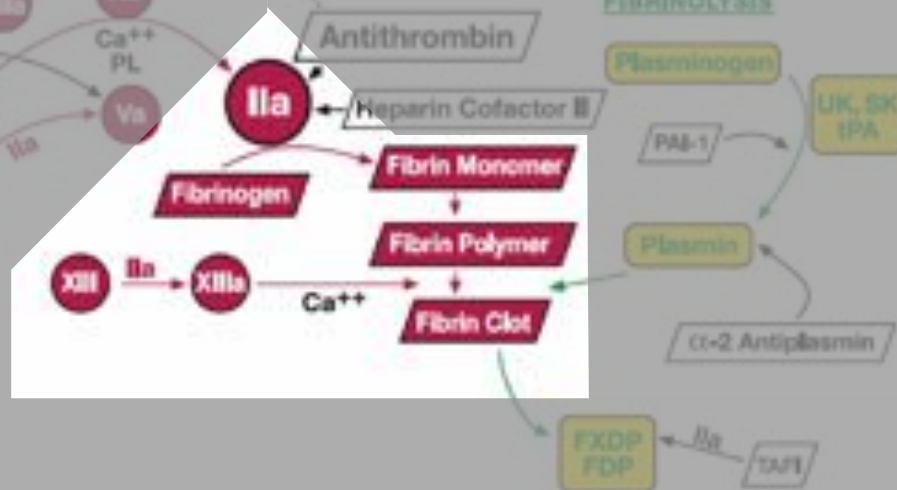 FIBRINOLYSIS
Ca⁺⁺
PL
Antithrombin
Plasminogen
IIa
Va
Heparin Cofactor II
UK, SK
tPA
IIa
PAI-1
Fibrin Monomer
Fibrinogen
Fibrin Polymer
Plasmin
XIII
IIa
XIIIa
Ca⁺⁺
Fibrin Clot
α-2 Antiplasmin
FXDP
FDP
IIa
TAFI